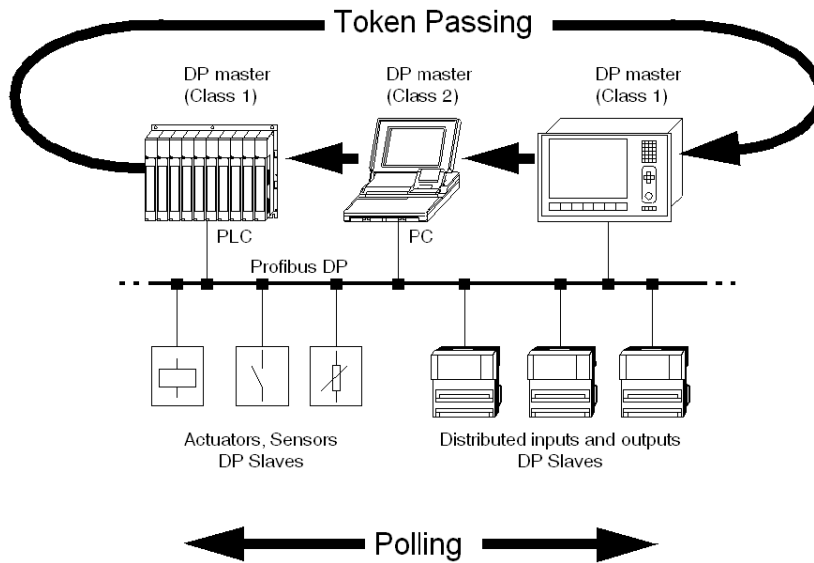 Token Passing
DP master
(Class 1)
DP master
(Class 2)
DP master
(Class 1)
PLC
PC
Profibus DP
Actuators, Sensors
DP Slaves
Distributed inputs and outputs
DP Slaves
Polling